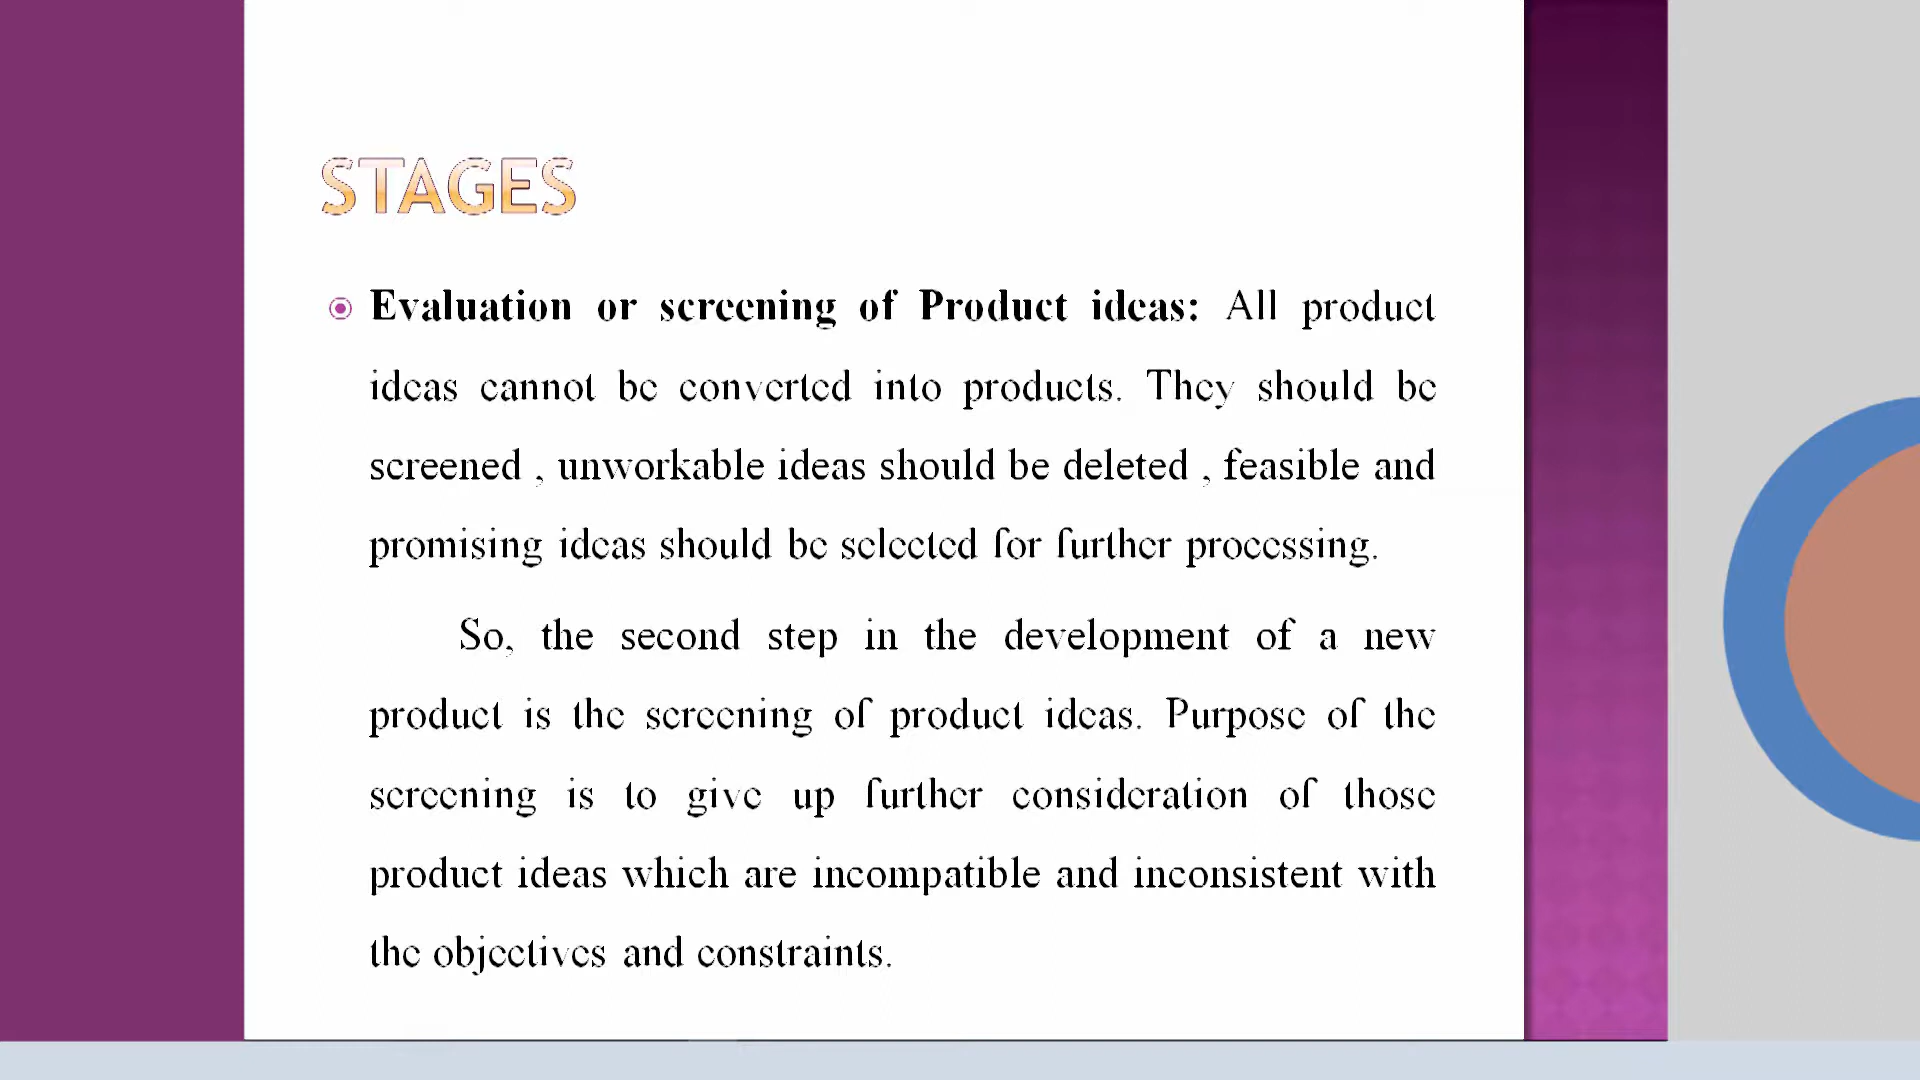 STAGES
Evaluation or screening of Product ideas: All product
ideas cannot be converted into products. They should be
screened , unworkable ideas should be deleted , feasible and
promising ideas should be selected for further processing.
So, the second step in the development of a new
product is the screening of product ideas. Purpose of the
screening is to give up further consideration of those
product ideas which are incompatible and inconsistent with
the objectives and constraints.